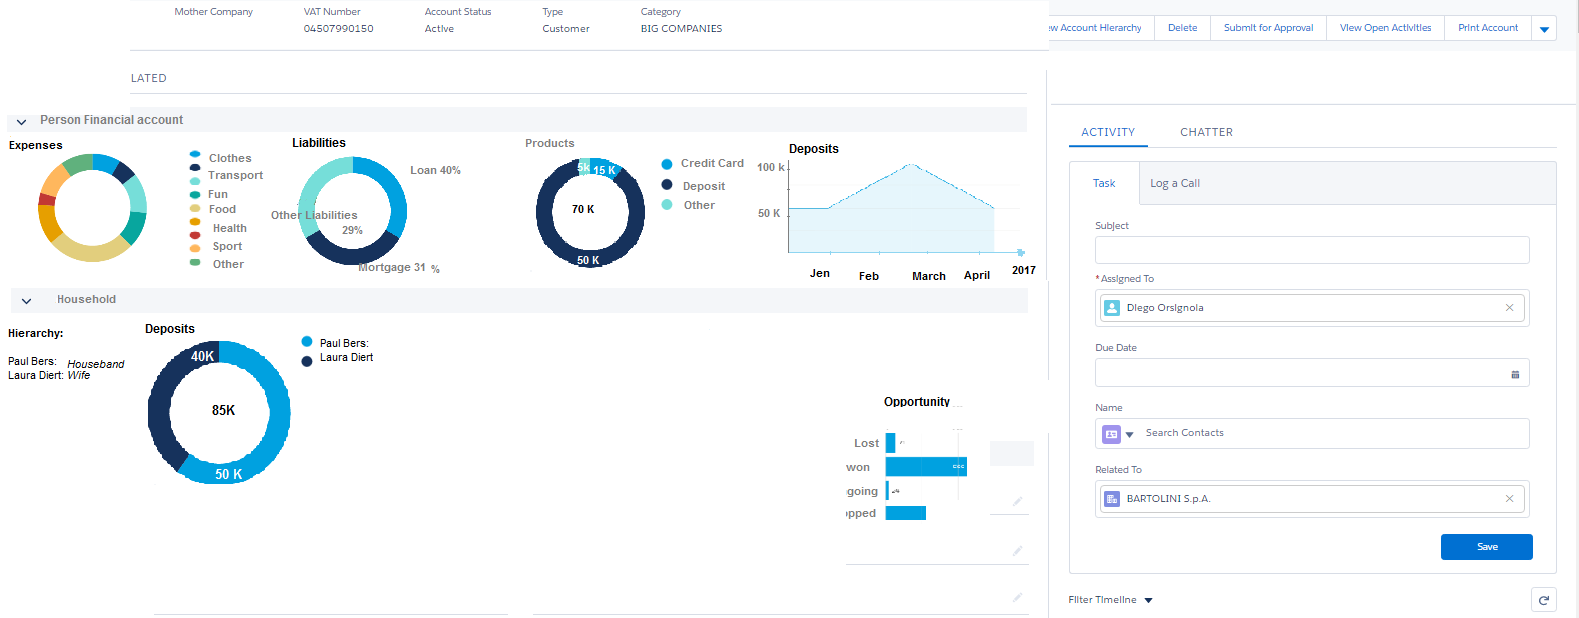 Mother Company
VAT Number
Account Status
Type
Category
04507990150
Active
Customer
BIG COMPANIES
ew Account Hierarchy
Delete
Submit for Approval
View Open Activities
Print Account
LATED
Person Financial account
Expenses
Clothes
Transport
Fun
Food
Health
Sport
Other
Liabilities
Loan 40%
Other Liabilities
29%
Mortgage 31 %
Products
5K
15 K
70 K
50 K
Credit Card
Deposit
Other
Deposits
100 k
50 K
Jen
Feb
March
April
2017
Household
Hierarchy:
Paul Bers: Houseband
Laura Diert: Wife
Deposits
40K
85K
50 K
Paul Bers:
Laura Diert
Opportunity
Lost
won
going
pped
ACTIVITY
CHATTER
Task
Log a Call
Subject
* Assigned To
Diego Orsignola
Due Date
Name
Search Contacts
Related To
BARTOLINI S.p.A.
Save
Filter Timeline